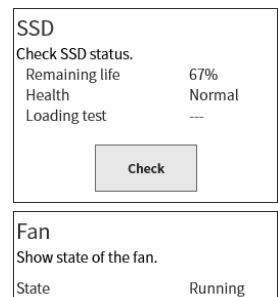 SSD
Check SSD status.
Remaining life 67%
Health Normal
Loading test ---
Check
Fan
Show state of the fan.
State Running